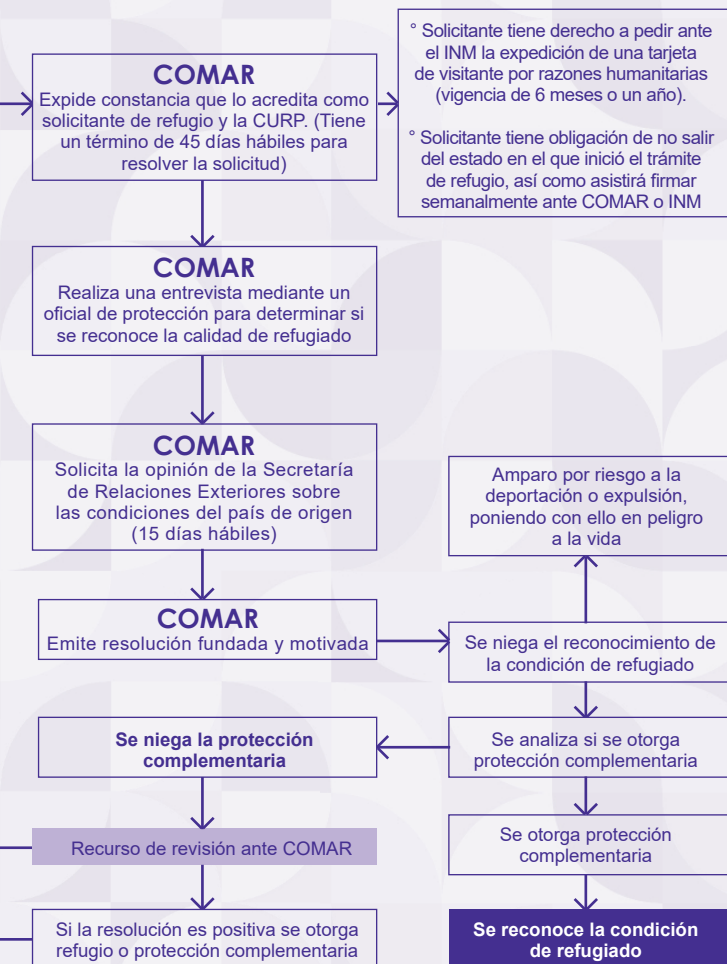 COMAR
Expide constancia que lo acredita como
solicitante de refugio y la CURP. (Tiene
un término de 45 días hábiles para
resolver la solicitud)
° Solicitante tiene derecho a pedir ante
el INM la expedición de una tarjeta
de visitante por razones humanitarias
(vigencia de 6 meses o un año).
° Solicitante tiene obligación de no salir
del estado en el que inició el trámite
de refugio, así como asistirá firmar
semanalmente ante COMAR o INM
COMAR
Realiza una entrevista mediante un
oficial de protección para determinar si
se reconoce la calidad de refugiado
COMAR
Solicita la opinión de la Secretaría
de Relaciones Exteriores sobre
las condiciones del país de origen
(15 días hábiles)
Amparo por riesgo a la
deportación o expulsión,
poniendo con ello en peligro
a la vida
COMAR
Emite resolución fundada y motivada
Se niega el reconocimiento de
la condición de refugiado
Se niega la protección
complementaria
Se analiza si se otorga
protección complementaria
Recurso de revisión ante COMAR
Se otorga protección
complementaria
Si la resolución es positiva se otorga
refugio o protección complementaria
Se reconoce la condición
de refugiado